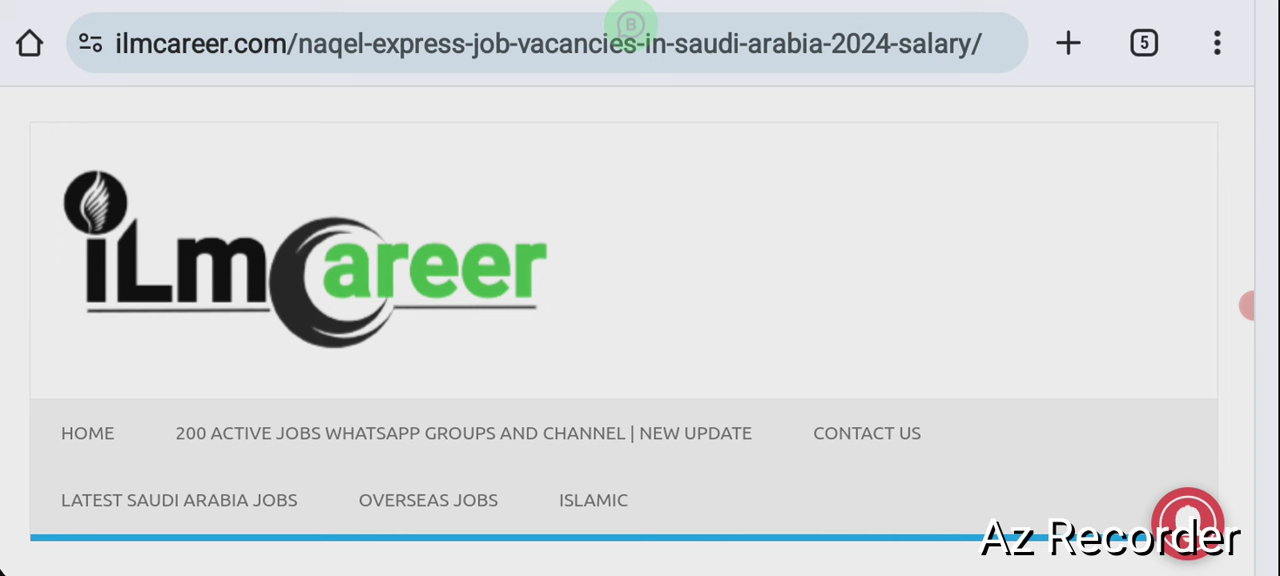 B
ilmcareer.com/naqel-express-job-vacancies-in-saudi-arabia-2024-salary/
5
iLmCareer
HOME 200 ACTIVE JOBS WHATSAPP GROUPS AND CHANNEL | NEW UPDATE CONTACT US
LATEST SAUDI ARABIA JOBS OVERSEAS JOBS ISLAMIC
Az Recorder